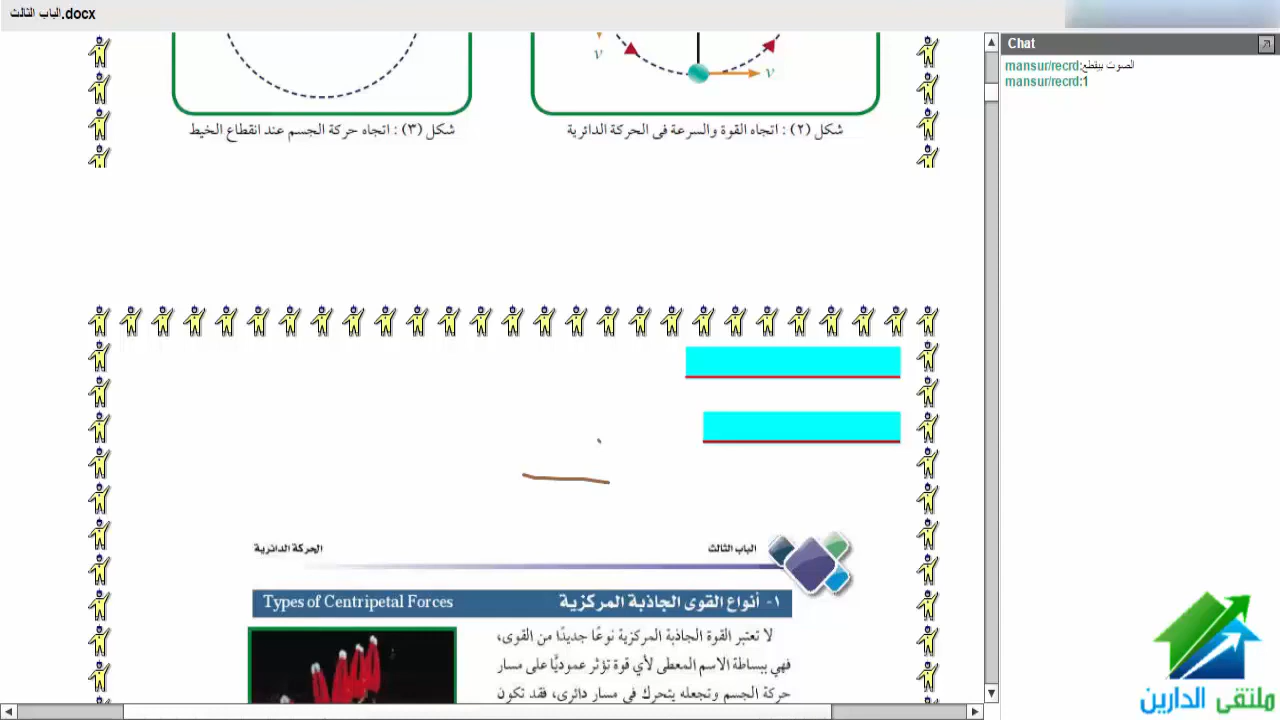 الباب الثالث.docx
Chat
mansur/recrd:الصوت بيقطع
mansur/recrd:1
v
v
شكل (٢) : اتجاه القوة والسرعة فى الحركة الدائرية
شكل (٣) : اتجاه حركة الجسم عند انقطاع الخيط
الباب الثالث
الحركة الدائرية
١- أنواع القوى الجاذبة المركزية
Types of Centripetal Forces
لا تعتبر القوة الجاذبة المركزية نوعًا جديدًا من القوى،
فهي ببساطة الاسم المعطى لأي قوة تؤثر عموديًّا على مسار
حركة الجسم وتجعله يتحرك في مسار دائرى، فقد تكون
ملتقى الدارين